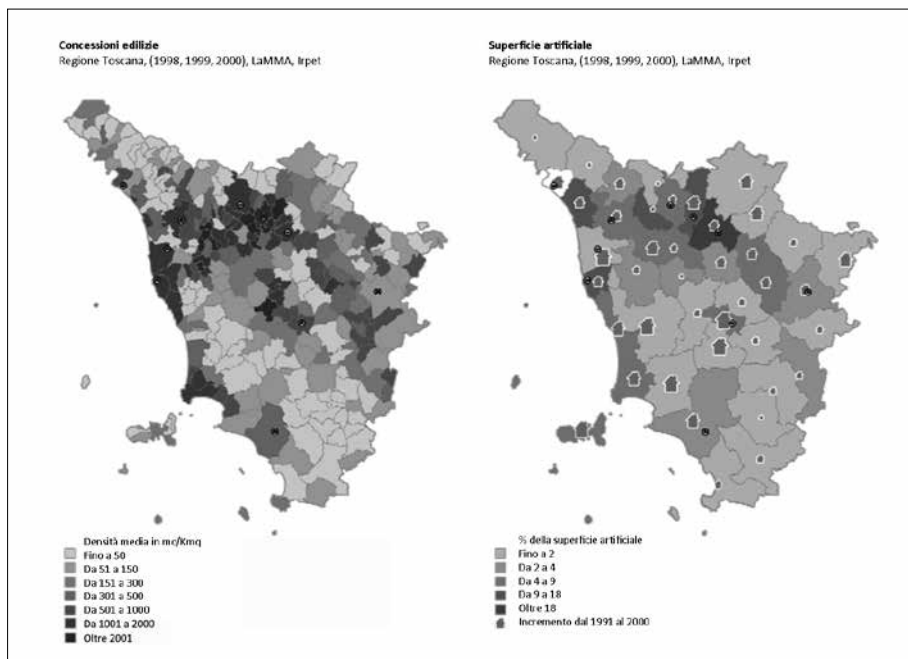 Concessioni edilizie
Regione Toscana, (1998, 1999, 2000), LaMMA, Irpet
Densità media in mc/Kmq
Fino a 50
Da 51 a 150
Da 151 a 300
Da 301 a 500
Da 501 a 1000
Da 1001 a 2000
Oltre 2001
Superficie artificiale
Regione Toscana, (1998, 1999, 2000), LaMMA, Irpet
% della superficie artificiale
Fino a 2
Da 2 a 4
Da 4 a 9
Da 9 a 18
Oltre 18
Incremento dal 1991 al 2000